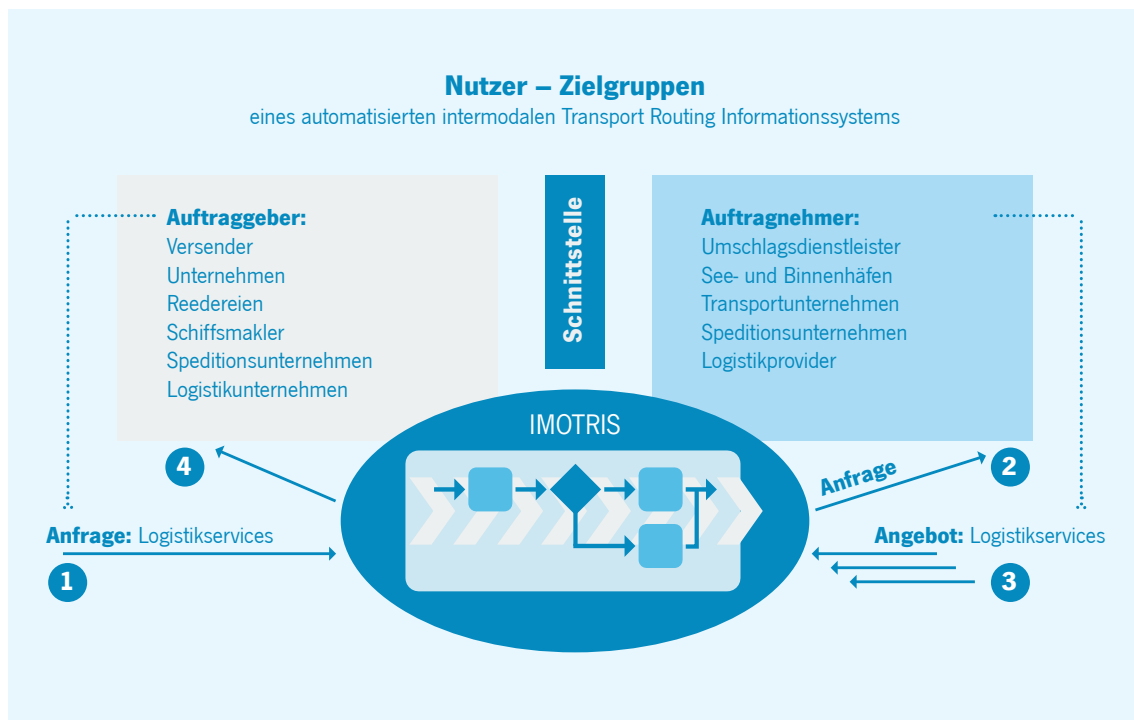 Nutzer – Zielgruppen
eines automatisierten intermodalen Transport Routing Informationssystems
Auftraggeber:
Versender
Unternehmen
Reedereien
Schiffsmakler
Speditionsunternehmen
Logistikunternehmen
Schnittstelle
Auftragnehmer:
Umschlagsdienstleister
See- und Binnenhäfen
Transportunternehmen
Speditionsunternehmen
Logistikprovider
IMOTRIS
4
Anfrage
2
Anfrage: Logistikservices
1
Angebot: Logistikservices
3